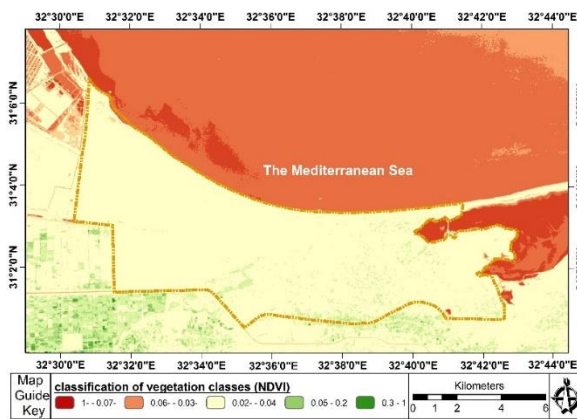 32°30'0"E 32°32'0"E 32°34'0"E 32°36'0"E 32°38'0"E 32°40'0"E 32°42'0"E 32°44'0"E
31°6'0"N
The Mediterranean Sea
31°4'0"N
31°2'0"N
32°30'0"E 32°32'0"E 32°34'0"E 32°36'0"E 32°38'0"E 32°40'0"E 32°42'0"E 32°44'0"E
Map
Guide
Key
classification of vegetation classes (NDVI)
1- - 0.07- 0.06- - 0.03- 0.02- - 0.04 0.05 - 0.2 0.3 - 1
Kilometers
0 1 2 4 6